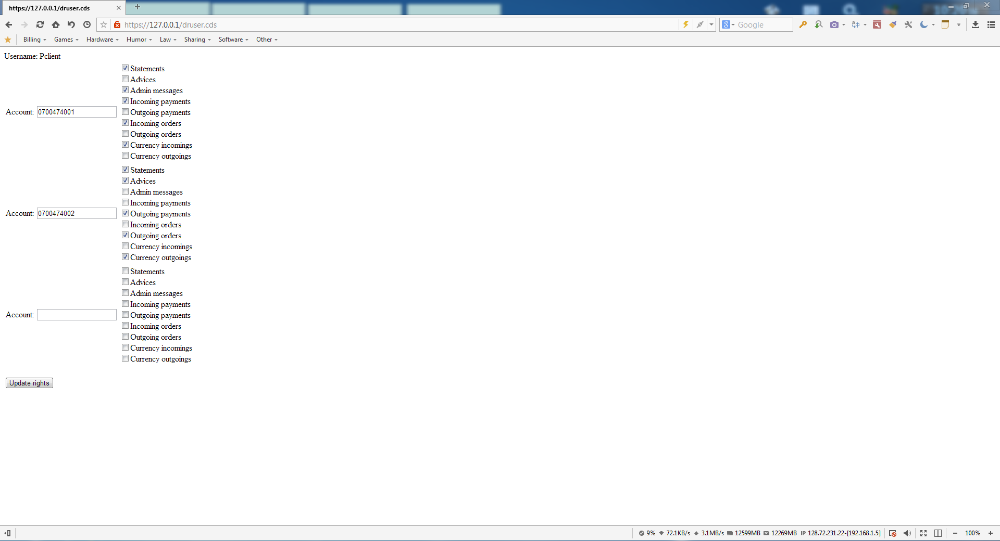 https://127.0.0.1/druser.cds
https://127.0.0.1/druser.cds
Google
Billing Games Hardware Humor Law Sharing Software Other
Username: Pclient
Statements
Advices
Admin messages
Incoming payments
Account: 0700474001
Outgoing payments
Incoming orders
Outgoing orders
Currency incomings
Currency outgoings
Statements
Advices
Admin messages
Incoming payments
Account: 0700474002
Outgoing payments
Incoming orders
Outgoing orders
Currency incomings
Currency outgoings
Statements
Advices
Admin messages
Incoming payments
Account:
Outgoing payments
Incoming orders
Outgoing orders
Currency incomings
Currency outgoings
Update rights
9% 72.1KB/s 3.1MB/s 12599MB 12269MB IP 128.72.231.22-[192.168.1.5] 100%